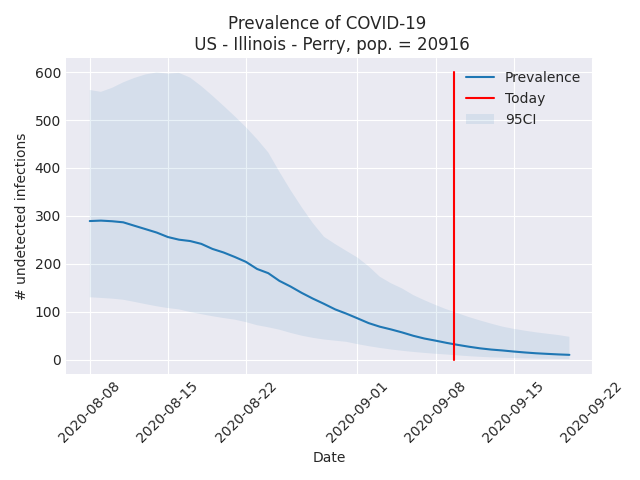 Prevalence of COVID-19
US - Illinois - Perry, pop. = 20916
# undetected infections
600
500
400
300
200
100
0
Prevalence
Today
95CI
2020-08-08
2020-08-15
2020-08-22
2020-09-01
2020-09-08
2020-09-15
2020-09-22
Date